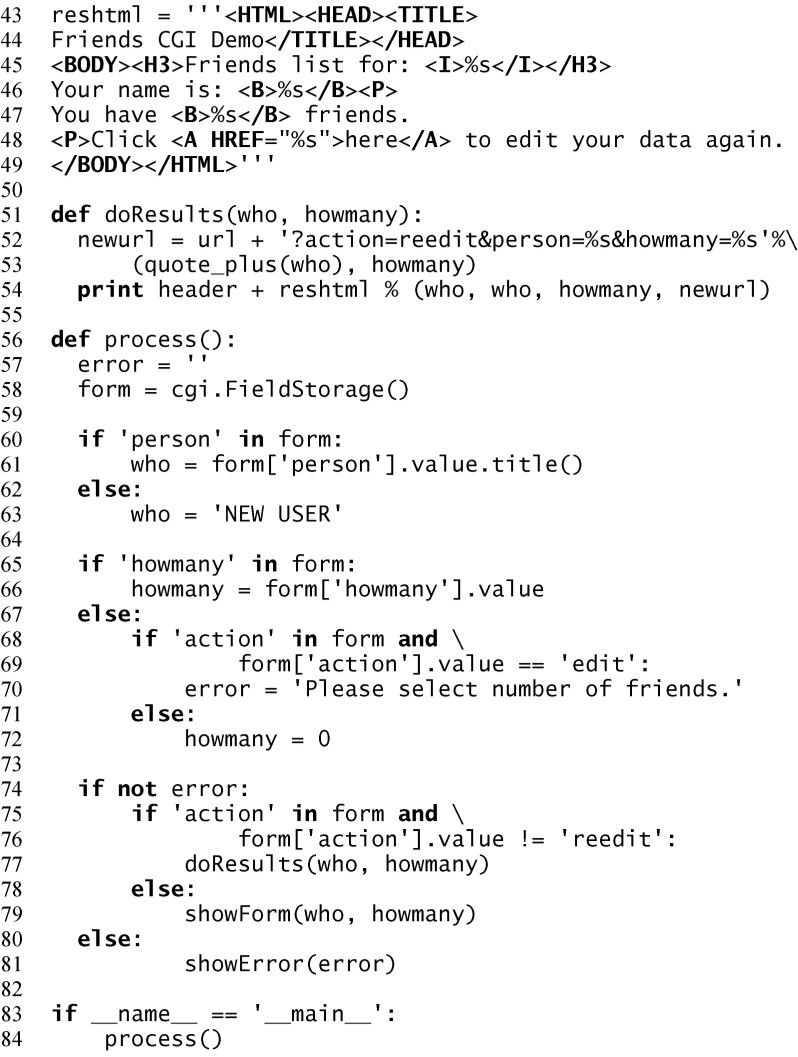 43 reshtml = '''<HTML><HEAD><TITLE>
44 Friends CGI Demo</TITLE></HEAD>
45 <BODY><H3>Friends list for: <I>%s</I></H3>
46 Your name is: <B>%s</B><P>
47 You have <B>%s</B> friends.
48 <P>Click <A HREF="%s">here</A> to edit your data again.
49 </BODY></HTML>'''
50
51 def doResults(who, howmany):
52   newurl = url + '?action=reedit&person=%s&howmany=%s'%\
53       (quote_plus(who), howmany)
54   print header + reshtml % (who, who, howmany, newurl)
55
56 def process():
57   error = ''
58   form = cgi.FieldStorage()
59
60   if 'person' in form:
61       who = form['person'].value.title()
62   else:
63       who = 'NEW USER'
64
65   if 'howmany' in form:
66       howmany = form['howmany'].value
67   else:
68       if 'action' in form and \
69               form['action'].value == 'edit':
70           error = 'Please select number of friends.'
71       else:
72           howmany = 0
73
74   if not error:
75       if 'action' in form and \
76               form['action'].value != 'reedit':
77           doResults(who, howmany)
78       else:
79           showForm(who, howmany)
80   else:
81           showError(error)
82
83 if __name__ == '__main__':
84     process()